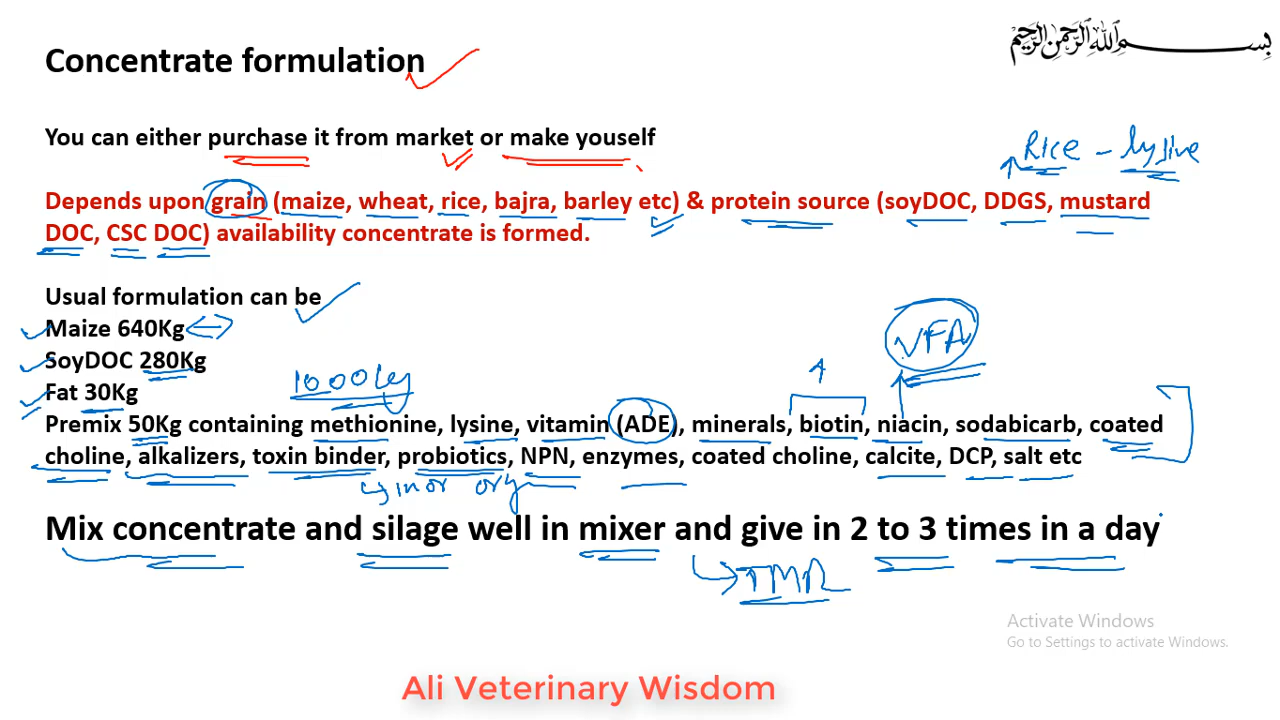 Concentrate formulation
بسم الله الرحمن الرحيم
You can either purchase it from market or make youself
Rice - lysine
Depends upon grain (maize, wheat, rice, bajra, barley etc) & protein source (soyDOC, DDGS, mustard
DOC, CSC DOC) availability concentrate is formed.
Usual formulation can be
Maize 640Kg
SoyDOC 280Kg
VFA
Fat 30Kg
1000 kg
Premix 50Kg containing methionine, lysine, vitamin (ADE), minerals, biotin, niacin, sodabicarb, coated
choline, alkalizers, toxin binder, probiotics, NPN, enzymes, coated choline, calcite, DCP, salt etc
inor org
Mix concentrate and silage well in mixer and give in 2 to 3 times in a day
TMR
Activate Windows
Go to Settings to activate Windows.
Ali Veterinary Wisdom